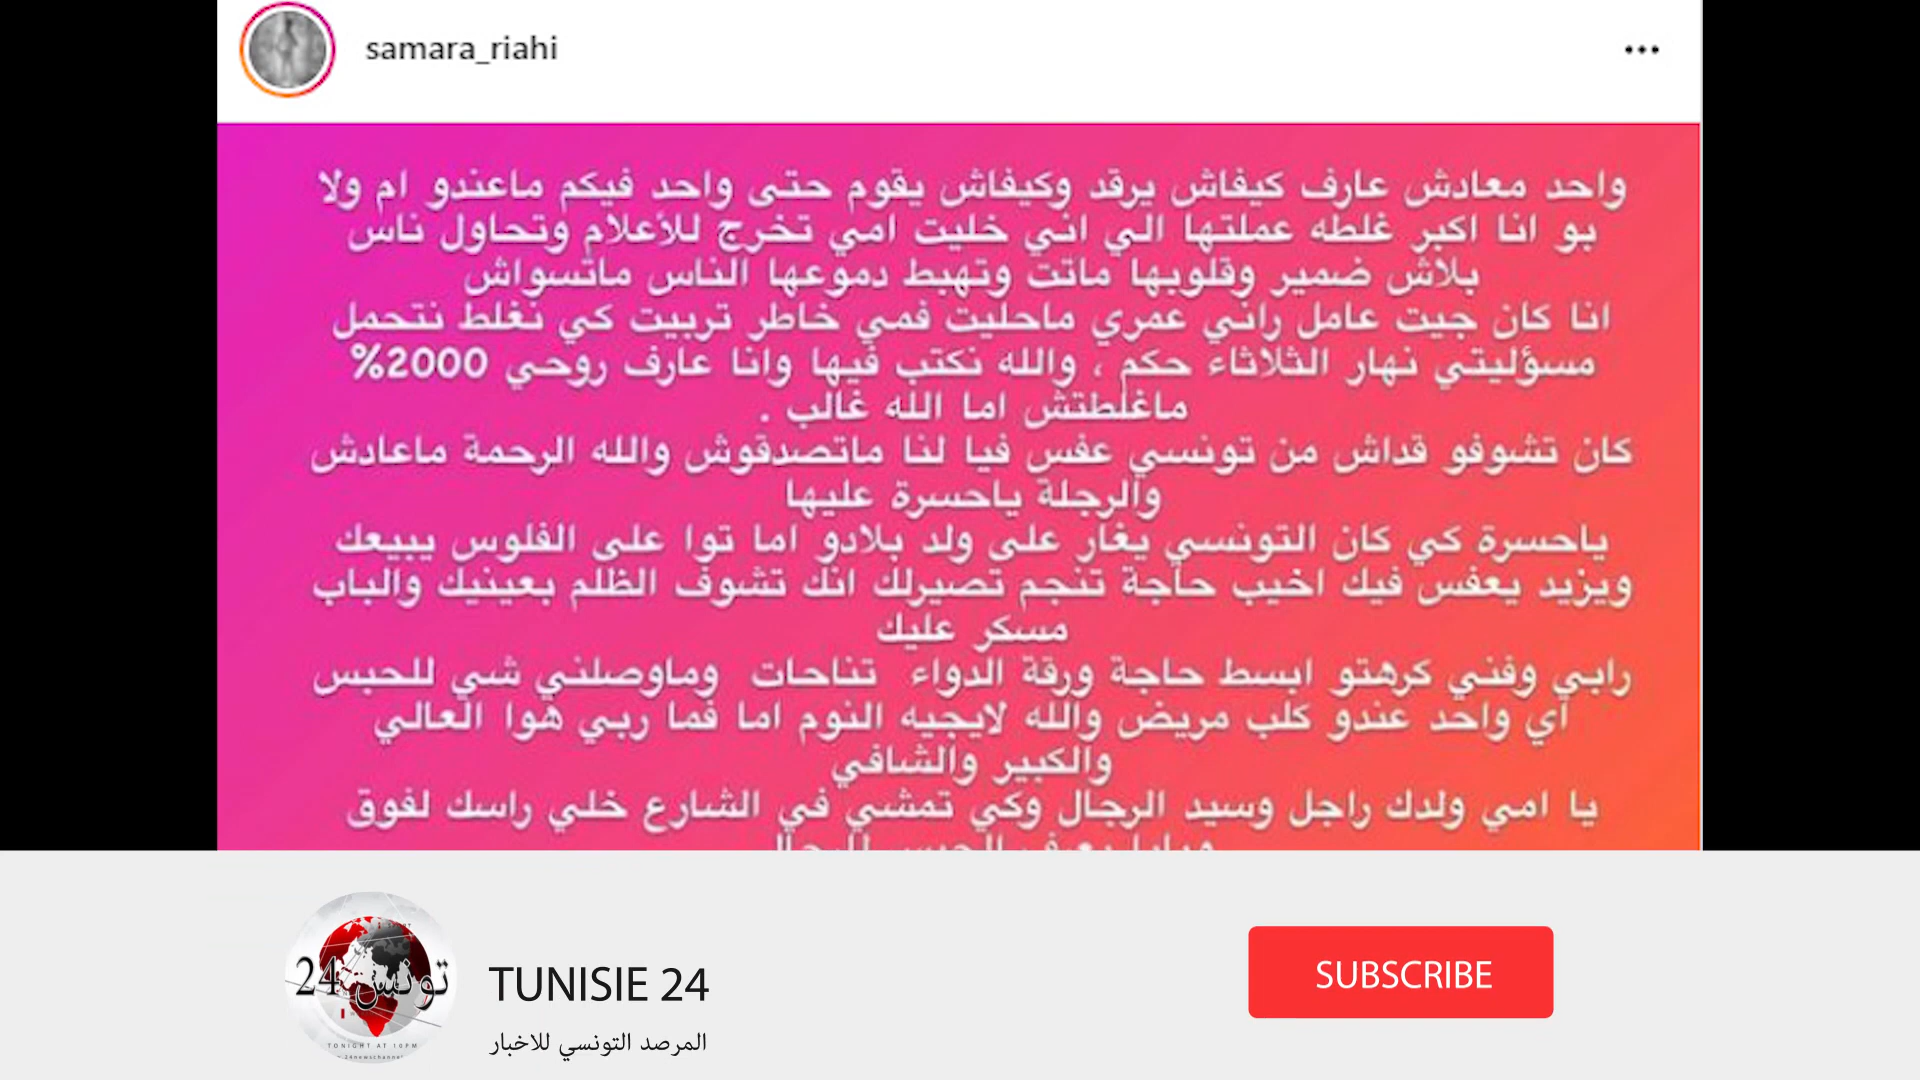 samara_riahi
واحد معادش عارف كيفاش يرقد وكيفاش يقوم حتى واحد فيكم ماعندو ام ولا
بو انا اكبر غلطه عملتها الي اني خليت امي تخرج للأعلام وتحاول ناس
بلاش ضمير وقلوبها ماتت وتهبط دموعها الناس ماتسواش
انا كان جيت عامل راني عمري ماحليت فمي خاطر تربيت كي نغلط نتحمل
مسؤليتي نهار الثلاثاء حكم ، والله نكتب فيها وانا عارف روحي 2000%
ماغلطتش اما الله غالب .
كان تشوفو قداش من تونسي عفس فيا لنا ماتصدقوش والله الرحمة ماعادش
والرجلة ياحسرة عليها
ياحسرة كي كان التونسي يغار على ولد بلادو اما توا على الفلوس يبيعك
ويزيد يعفس فيك اخيب حاجة تنجم تصيرلك انك تشوف الظلم بعينيك والباب
مسكر عليك
رابي وفني كرهتو ابسط حاجة ورقة الدواء تناحات وماوصلني شي للحبس
أي واحد عندو كلب مريض والله لايجيه النوم اما فما ربي هوا العالي
والكبير والشافي
يا امي ولدك راجل وسيد الرجال وكي تمشي في الشارع خلي راسك لفوق
24 تونس
TONIGHT AT 10PM
TUNISIE 24
المرصد التونسي للاخبار
SUBSCRIBE